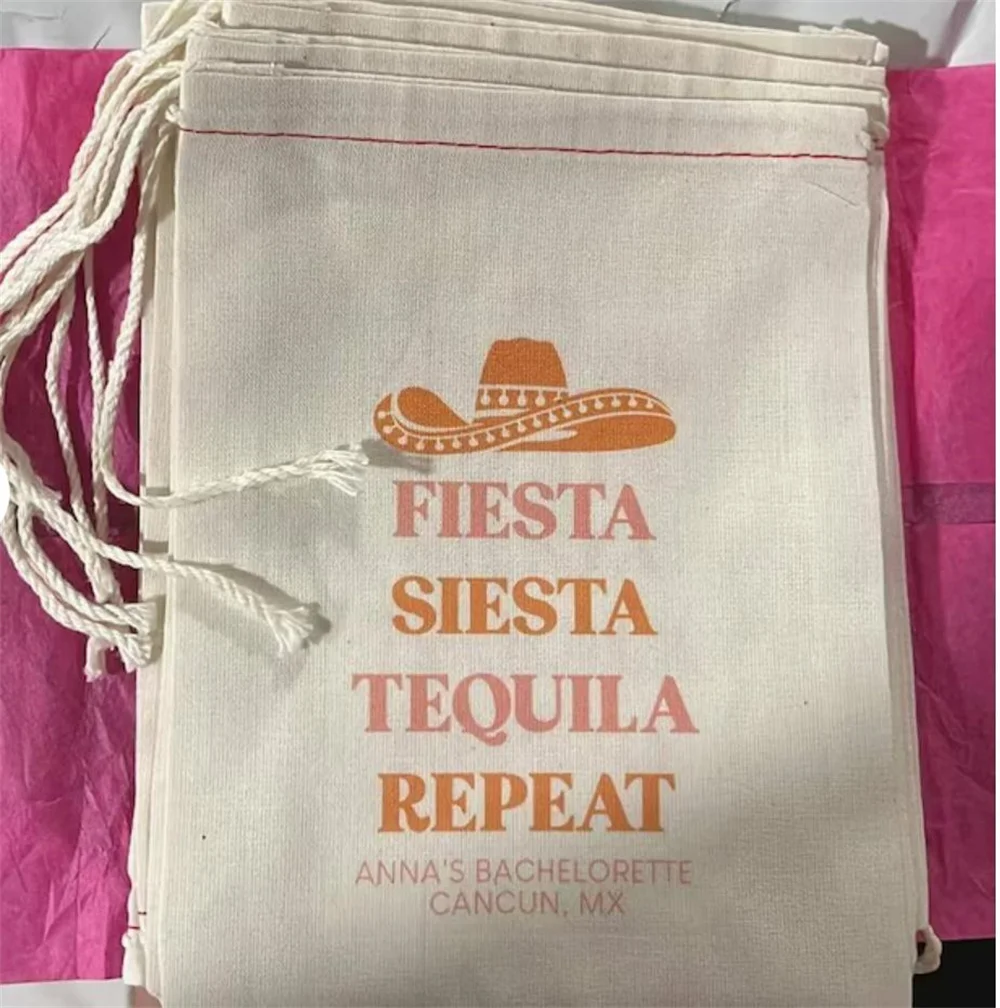 FIESTA
SIESTA
TEQUILA
REPEAT
ANNA'S BACHELORETTE
CANCUN, MX